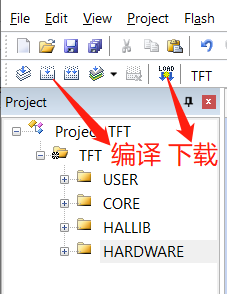 File Edit View Project Flash
LOAD TFT
Project
Project: TFT
编译 下载
TFT
USER
CORE
HALLIB
HARDWARE